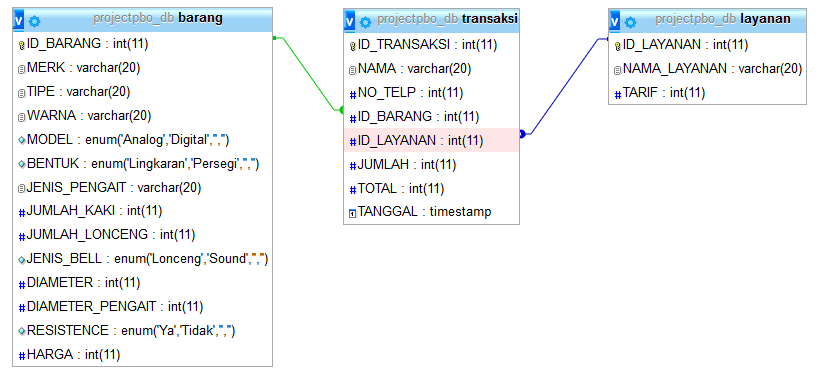 projectpbo_db barang
ID_BARANG : int(11)
MERK : varchar(20)
TIPE : varchar(20)
WARNA : varchar(20)
MODEL : enum('Analog','Digital','','')
BENTUK : enum('Lingkaran','Persegi','','')
JENIS_PENGAIT : varchar(20)
JUMLAH_KAKI : int(11)
JUMLAH_LONCENG : int(11)
JENIS_BELL : enum('Lonceng','Sound','','')
DIAMETER : int(11)
DIAMETER_PENGAIT : int(11)
RESISTENCE : enum('Ya','Tidak','','')
HARGA : int(11)
projectpbo_db transaksi
ID_TRANSAKSI : int(11)
NAMA : varchar(20)
NO_TELP : int(11)
ID_BARANG : int(11)
ID_LAYANAN : int(11)
JUMLAH : int(11)
TOTAL : int(11)
TANGGAL : timestamp
projectpbo_db layanan
ID_LAYANAN : int(11)
NAMA_LAYANAN : varchar(20)
TARIF : int(11)